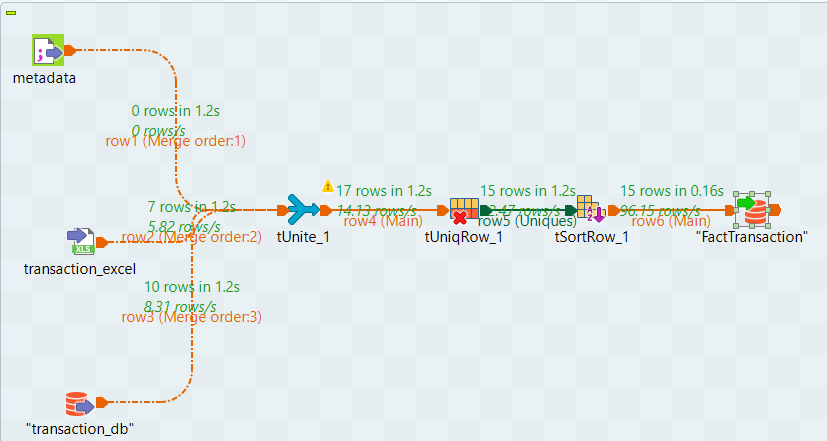 metadata
0 rows in 1.2s
0 rows/s
row1 (Merge order:1)
7 rows in 1.2s
5.82 rows/s
row2 (Merge order:2)
XLS
transaction_excel
10 rows in 1.2s
8.31 rows/s
row3 (Merge order:3)
"transaction_db"
tUnite_1
17 rows in 1.2s
14.13 rows/s
row4 (Main)
tUniqRow_1
15 rows in 1.2s
row5 (Uniques)
tSortRow_1
15 rows in 0.16s
96.15 rows/s
row6 (Main)
"FactTransaction"